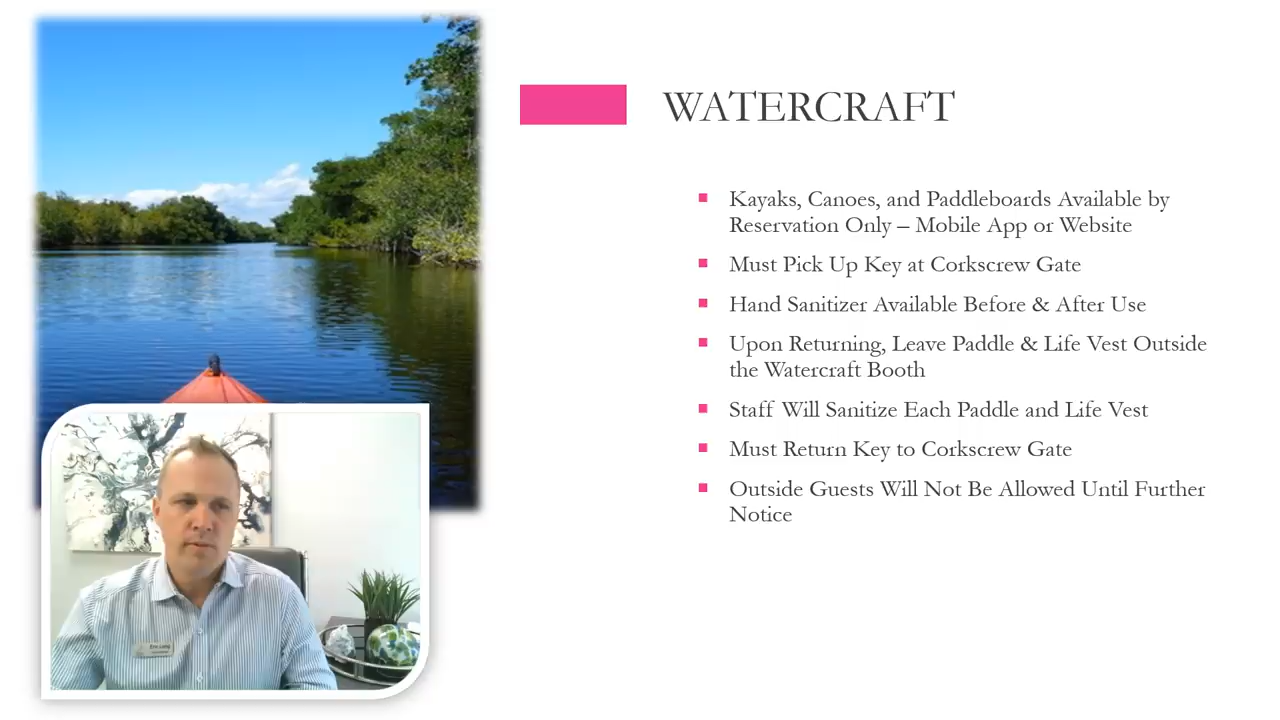 WATERCRAFT
Kayaks, Canoes, and Paddleboards Available by
Reservation Only – Mobile App or Website
Must Pick Up Key at Corkscrew Gate
Hand Sanitizer Available Before & After Use
Upon Returning, Leave Paddle & Life Vest Outside
the Watercraft Booth
Staff Will Sanitize Each Paddle and Life Vest
Must Return Key to Corkscrew Gate
Outside Guests Will Not Be Allowed Until Further
Notice